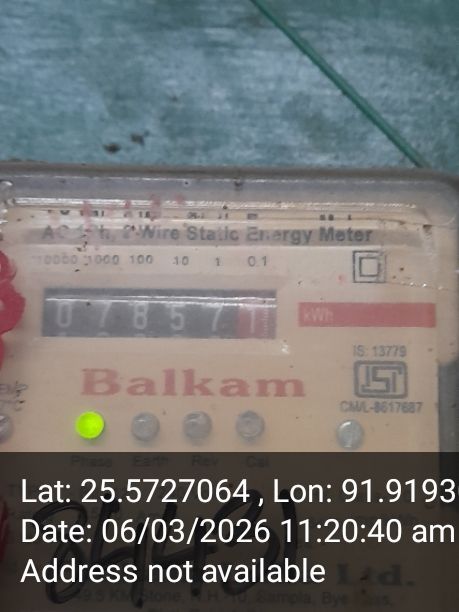 AC 1-Ph, 2-Wire Static Energy Meter
10000 1000 100 10 1 0.1
0 7 8 5 7 1
kWh
IS: 13779
Balkam
CM/L-8617687
Phase Earth Rev Cal
Lat: 25.5727064 , Lon: 91.9193
Date: 06/03/2026 11:20:40 am
Address not available
Ltd.